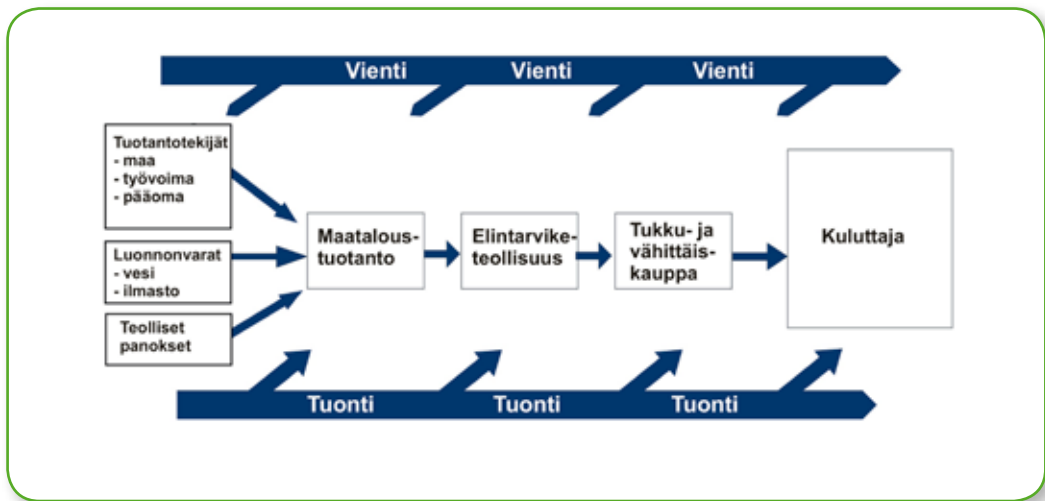 Vienti Vienti Vienti
Tuotantotekijät
- maa
- työvoima
- pääoma
Luonnonvarat
- vesi
- ilmasto
Teolliset
panokset
Maatalous-
tuotanto
Elintarvike-
teollisuus
Tukku- ja
vähittäis-
kauppa
Kuluttaja
Tuonti Tuonti Tuonti